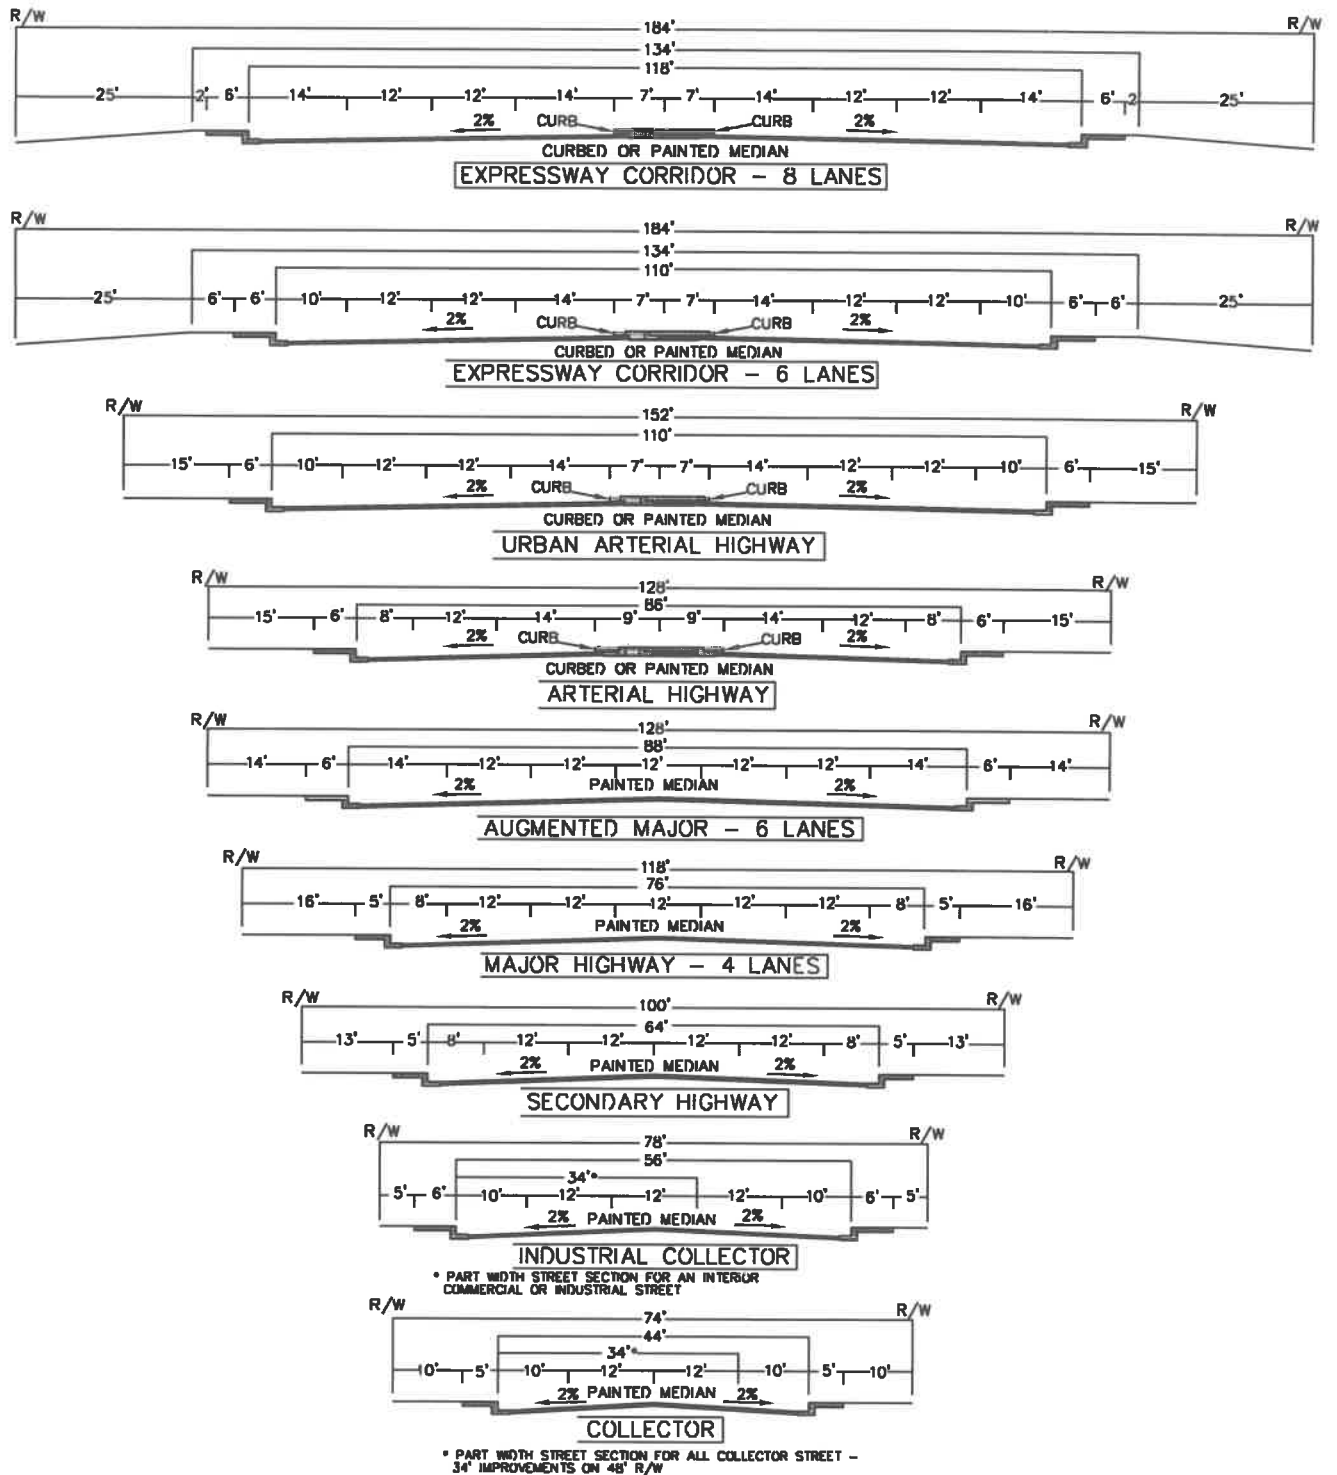 R/W 184' R/W
134'
118'
25' 2' 6' 14' 12' 12' 14' 7' 7' 14' 12' 12' 14' 6' 2 25'
2% CURB CURB 2%
CURBED OR PAINTED MEDIAN
EXPRESSWAY CORRIDOR - 8 LANES
R/W 184' R/W
134'
110'
25' 6' 6' 10' 12' 12' 14' 7' 7' 14' 12' 12' 10' 6' 6' 25'
2% CURB CURB 2%
CURBED OR PAINTED MEDIAN
EXPRESSWAY CORRIDOR - 6 LANES
R/W 152' R/W
110'
15' 6' 10' 12' 12' 14' 7' 7' 14' 12' 12' 10' 6' 15'
2% CURB CURB 2%
CURBED OR PAINTED MEDIAN
URBAN ARTERIAL HIGHWAY
R/W 128' R/W
86'
15' 6' 8' 12' 14' 9' 9' 14' 12' 8' 6' 15'
2% CURB CURB 2%
CURBED OR PAINTED MEDIAN
ARTERIAL HIGHWAY
R/W 128' R/W
88'
14' 6' 14' 12' 12' 12' 12' 12' 14' 6' 14'
2% PAINTED MEDIAN 2%
AUGMENTED MAJOR - 6 LANES
R/W 118' R/W
76'
16' 5' 8' 12' 12' 12' 12' 12' 8' 5' 16'
2% PAINTED MEDIAN 2%
MAJOR HIGHWAY - 4 LANES
R/W 100' R/W
64'
13' 5' 8' 12' 12' 12' 12' 8' 5' 13'
2% PAINTED MEDIAN 2%
SECONDARY HIGHWAY
R/W 78' R/W
56'
34'*
5' 6' 10' 12' 12' 12' 10' 6' 5'
2% PAINTED MEDIAN 2%
INDUSTRIAL COLLECTOR
* PART WIDTH STREET SECTION FOR AN INTERIOR
COMMERCIAL OR INDUSTRIAL STREET
R/W 74' R/W
44'
34'*
10' 5' 10' 12' 12' 10' 5' 10'
2% PAINTED MEDIAN 2%
COLLECTOR
* PART WIDTH STREET SECTION FOR ALL COLLECTOR STREET -
34' IMPROVEMENTS ON 48' R/W